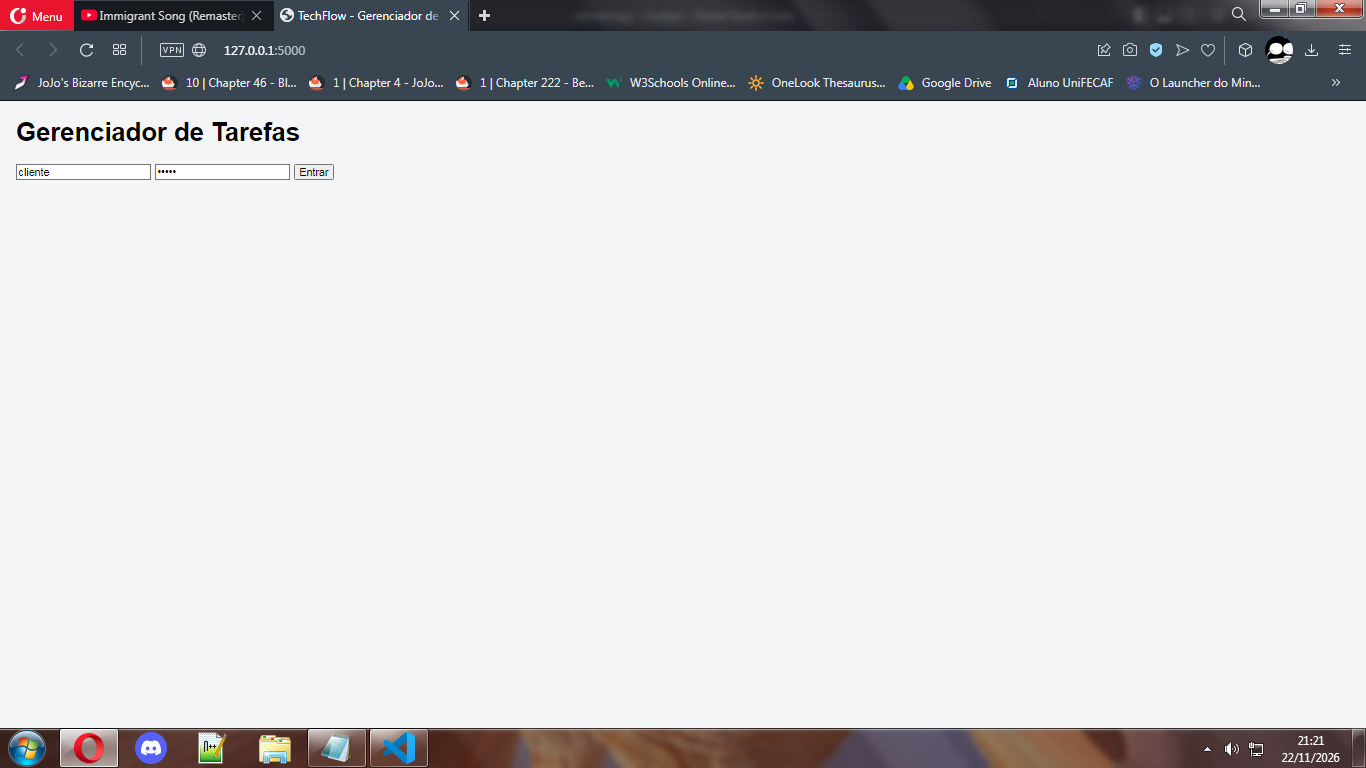 Menu
Immigrant Song (Remaster)
TechFlow - Gerenciador de
VPN
127.0.0.1:5000
JoJo's Bizarre Encyc...
10 | Chapter 46 - Bl...
1 | Chapter 4 - JoJo...
1 | Chapter 222 - Be...
W3Schools Online...
OneLook Thesaurus...
Google Drive
Aluno UniFECAF
O Launcher do Min...
Gerenciador de Tarefas
cliente
•••••
Entrar
21:21
22/11/2026